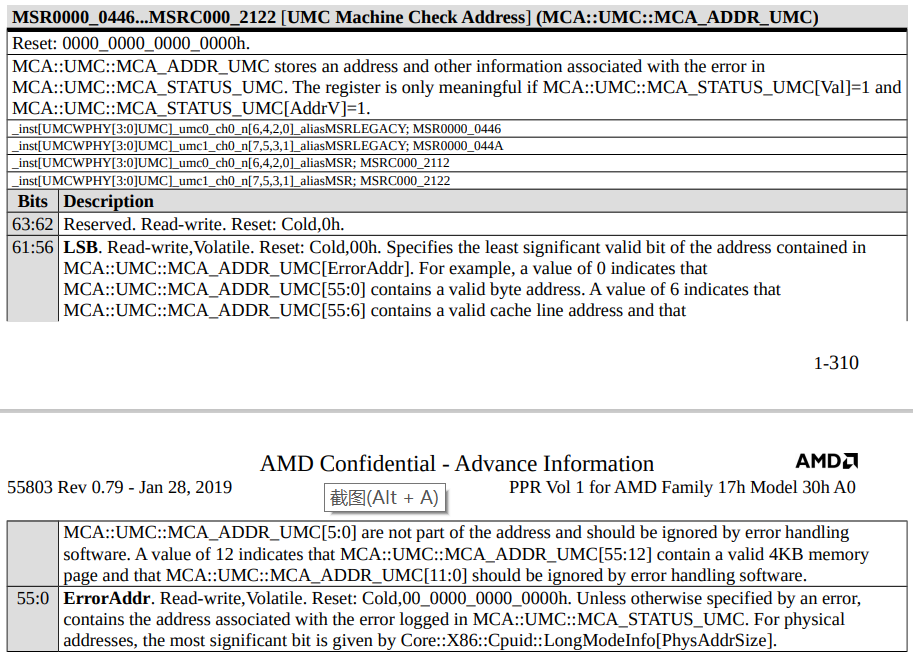 MSR0000_0446...MSRC000_2122 [UMC Machine Check Address] (MCA::UMC::MCA_ADDR_UMC)
Reset: 0000_0000_0000_0000h.
MCA::UMC::MCA_ADDR_UMC stores an address and other information associated with the error in
MCA::UMC::MCA_STATUS_UMC. The register is only meaningful if MCA::UMC::MCA_STATUS_UMC[Val]=1 and
MCA::UMC::MCA_STATUS_UMC[AddrV]=1.
_inst[UMCWPHY[3:0]UMC]_umc0_ch0_n[6,4,2,0]_aliasMSRLEGACY; MSR0000_0446
_inst[UMCWPHY[3:0]UMC]_umc1_ch0_n[7,5,3,1]_aliasMSRLEGACY; MSR0000_044A
_inst[UMCWPHY[3:0]UMC]_umc0_ch0_n[6,4,2,0]_aliasMSR; MSRC000_2112
_inst[UMCWPHY[3:0]UMC]_umc1_ch0_n[7,5,3,1]_aliasMSR; MSRC000_2122
Bits Description
63:62 Reserved. Read-write. Reset: Cold,0h.
61:56 LSB. Read-write,Volatile. Reset: Cold,00h. Specifies the least significant valid bit of the address contained in
MCA::UMC::MCA_ADDR_UMC[ErrorAddr]. For example, a value of 0 indicates that
MCA::UMC::MCA_ADDR_UMC[55:0] contains a valid byte address. A value of 6 indicates that
MCA::UMC::MCA_ADDR_UMC[55:6] contains a valid cache line address and that
1-310
AMD Confidential - Advance Information
AMD
55803 Rev 0.79 - Jan 28, 2019
截图(Alt + A)
PPR Vol 1 for AMD Family 17h Model 30h A0
MCA::UMC::MCA_ADDR_UMC[5:0] are not part of the address and should be ignored by error handling
software. A value of 12 indicates that MCA::UMC::MCA_ADDR_UMC[55:12] contain a valid 4KB memory
page and that MCA::UMC::MCA_ADDR_UMC[11:0] should be ignored by error handling software.
55:0 ErrorAddr. Read-write,Volatile. Reset: Cold,00_0000_0000_0000h. Unless otherwise specified by an error,
contains the address associated with the error logged in MCA::UMC::MCA_STATUS_UMC. For physical
addresses, the most significant bit is given by Core::X86::Cpuid::LongModeInfo[PhysAddrSize].